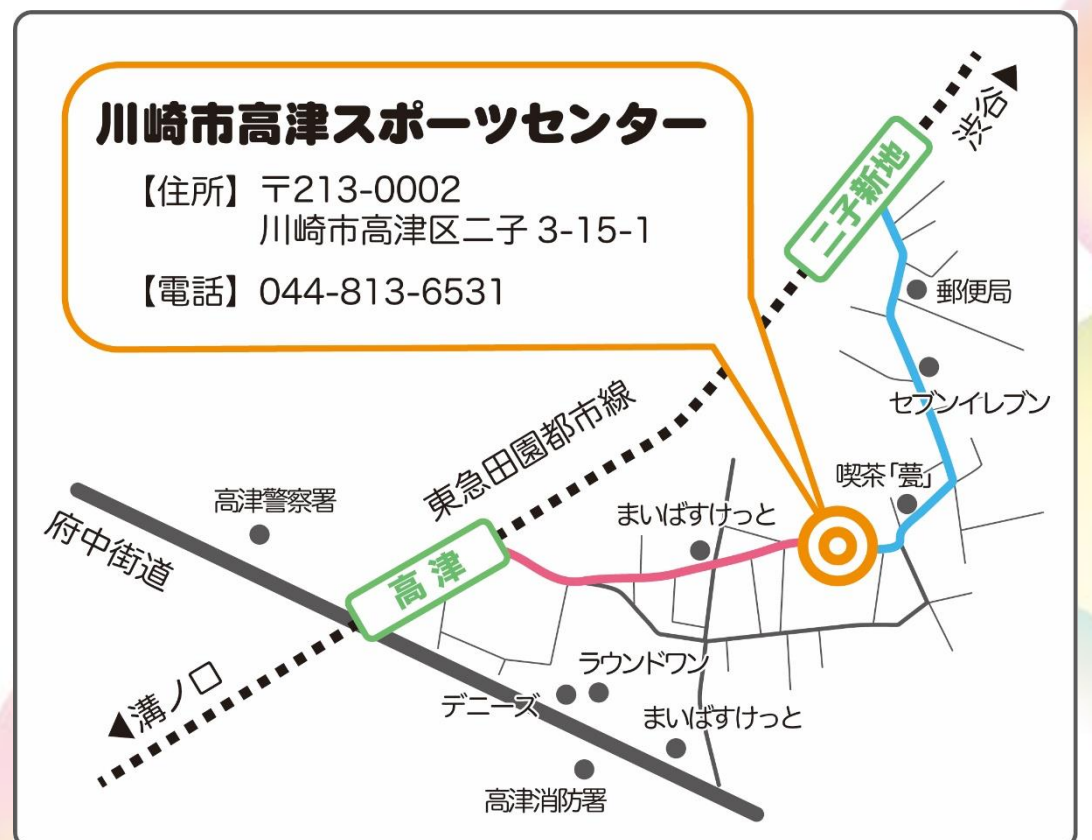 川崎市高津スポーツセンター
【住所】〒213-0002
川崎市高津区二子 3-15-1
【電話】044-813-6531
渋谷
二子新地
郵便局
セブンイレブン
喫茶「甍」
東急田園都市線
まいばすけっと
高津警察署
府中街道
高津
溝ノ口
ラウンドワン
デニーズ
まいばすけっと
高津消防署